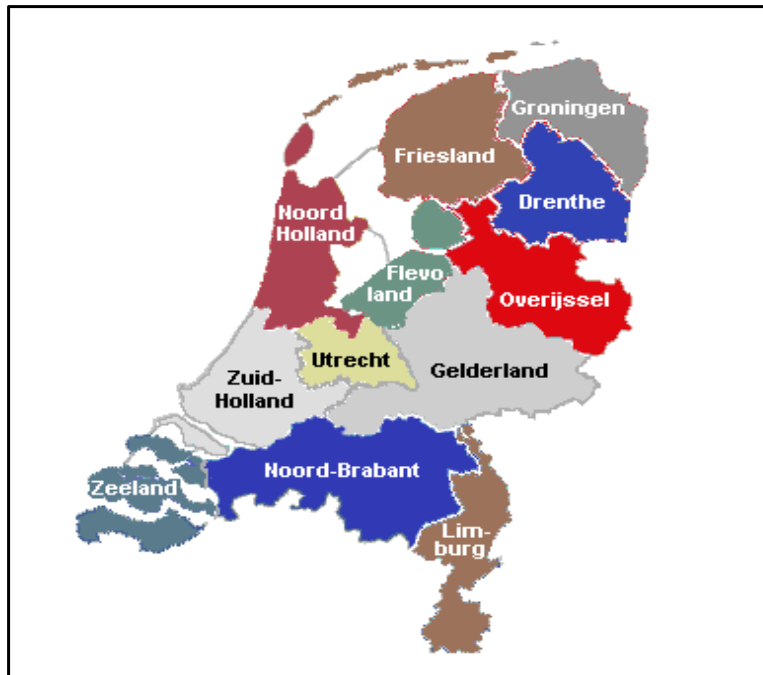 Groningen
Friesland
Drenthe
Noord
Holland
Flevo
land
Overijssel
Utrecht
Gelderland
Zuid-
Holland
Noord-Brabant
Zeeland
Lim-
burg